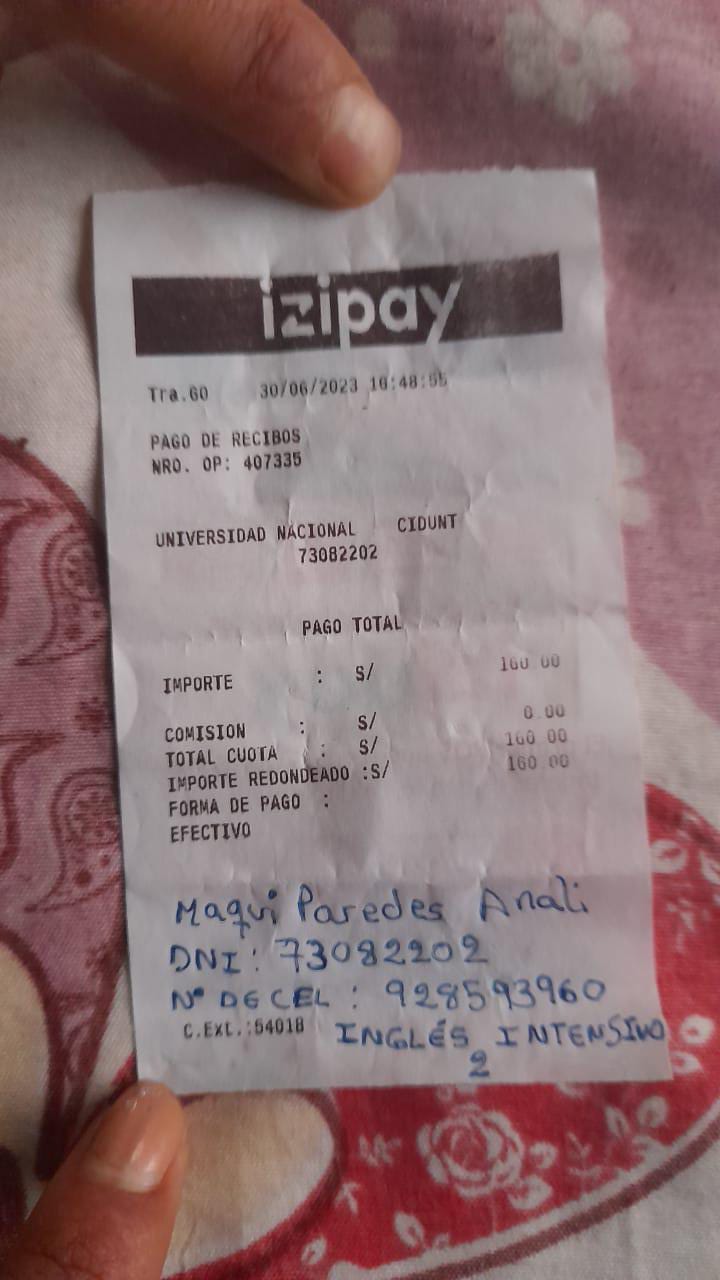 izipay
Tra.60 30/06/2023 16:48:55
PAGO DE RECIBOS
NRO. OP: 407335
UNIVERSIDAD NACIONAL CIDUNT
73082202
PAGO TOTAL
IMPORTE : S/ 160.00
COMISION : S/ 0.00
TOTAL CUOTA : S/ 160.00
IMPORTE REDONDEADO :S/ 160.00
FORMA DE PAGO :
EFECTIVO
Maqui Paredes Anali
DNI: 73082202
Nº DE CEL : 928593960
C.Ext.:54018 INGLÉS INTENSIVO
2